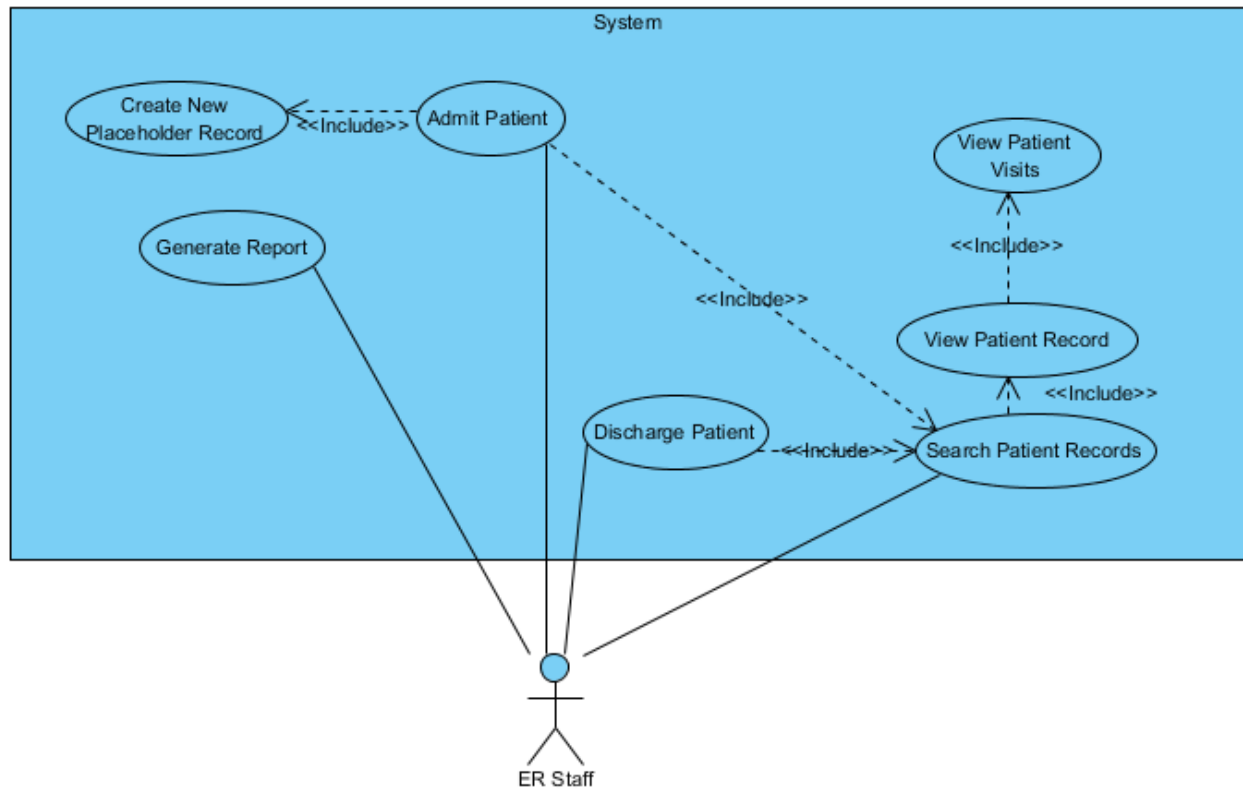 System
Create New
Placeholder Record
<<Include>>
Admit Patient
View Patient
Visits
Generate Report
<<Include>>
<<Include>>
View Patient Record
<<Include>>
Discharge Patient
<<Include>>
Search Patient Records
ER Staff